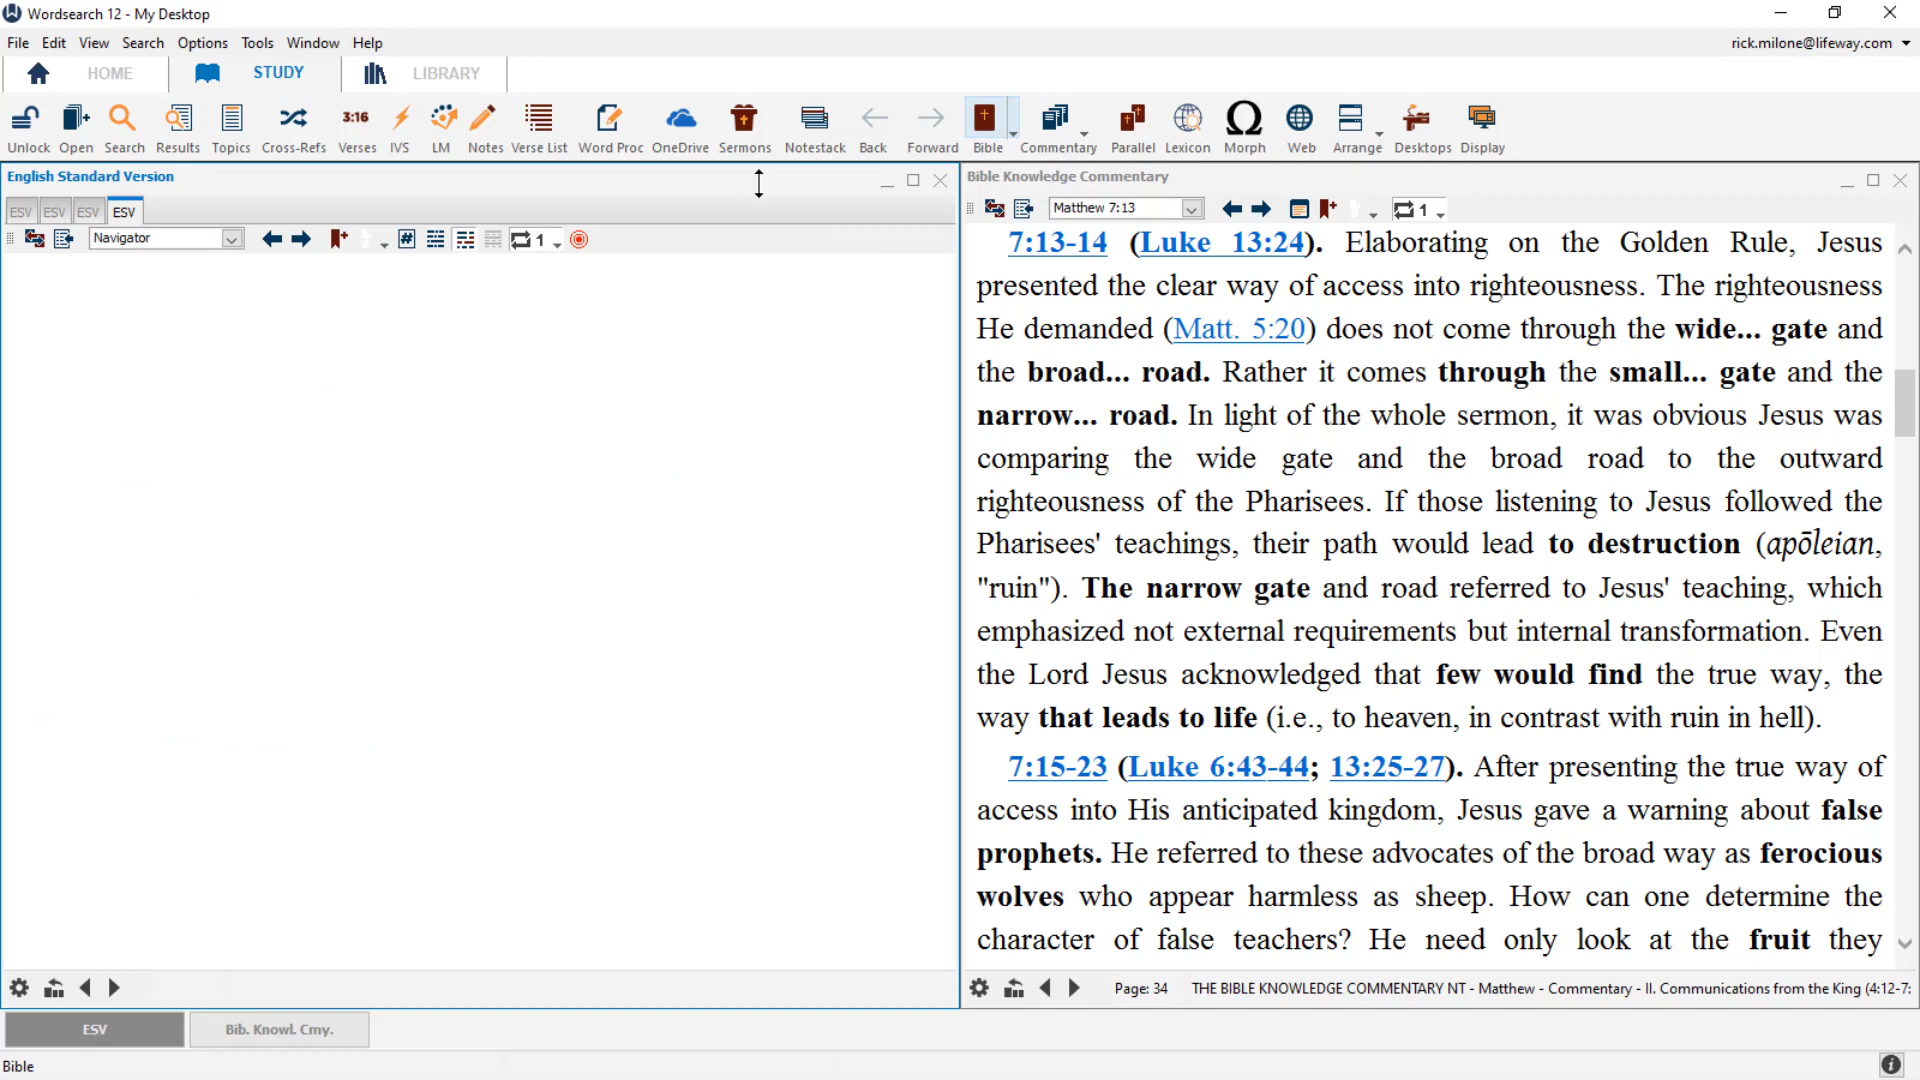 Wordsearch 12 - My Desktop
File Edit View Search Options Tools Window Help
rick.milone@lifeway.com
HOME STUDY LIBRARY
3:16
Unlock Open Search Results Topics Cross-Refs Verses IVS LM Notes Verse List Word Proc OneDrive Sermons Notestack Back Forward Bible Commentary Parallel Lexicon Morph Web Arrange Desktops Display
English Standard Version
ESV ESV ESV ESV
Navigator
1
Bible Knowledge Commentary
Matthew 7:13
1
7:13-14 (Luke 13:24). Elaborating on the Golden Rule, Jesus
presented the clear way of access into righteousness. The righteousness
He demanded (Matt. 5:20) does not come through the wide... gate and
the broad... road. Rather it comes through the small... gate and the
narrow... road. In light of the whole sermon, it was obvious Jesus was
comparing the wide gate and the broad road to the outward
righteousness of the Pharisees. If those listening to Jesus followed the
Pharisees' teachings, their path would lead to destruction (apōleian,
"ruin"). The narrow gate and road referred to Jesus' teaching, which
emphasized not external requirements but internal transformation. Even
the Lord Jesus acknowledged that few would find the true way, the
way that leads to life (i.e., to heaven, in contrast with ruin in hell).
7:15-23 (Luke 6:43-44; 13:25-27). After presenting the true way of
access into His anticipated kingdom, Jesus gave a warning about false
prophets. He referred to these advocates of the broad way as ferocious
wolves who appear harmless as sheep. How can one determine the
character of false teachers? He need only look at the fruit they
Page: 34 THE BIBLE KNOWLEDGE COMMENTARY NT - Matthew - Commentary - II. Communications from the King (4:12-7:
ESV Bib. Knowl. Cmy.
Bible